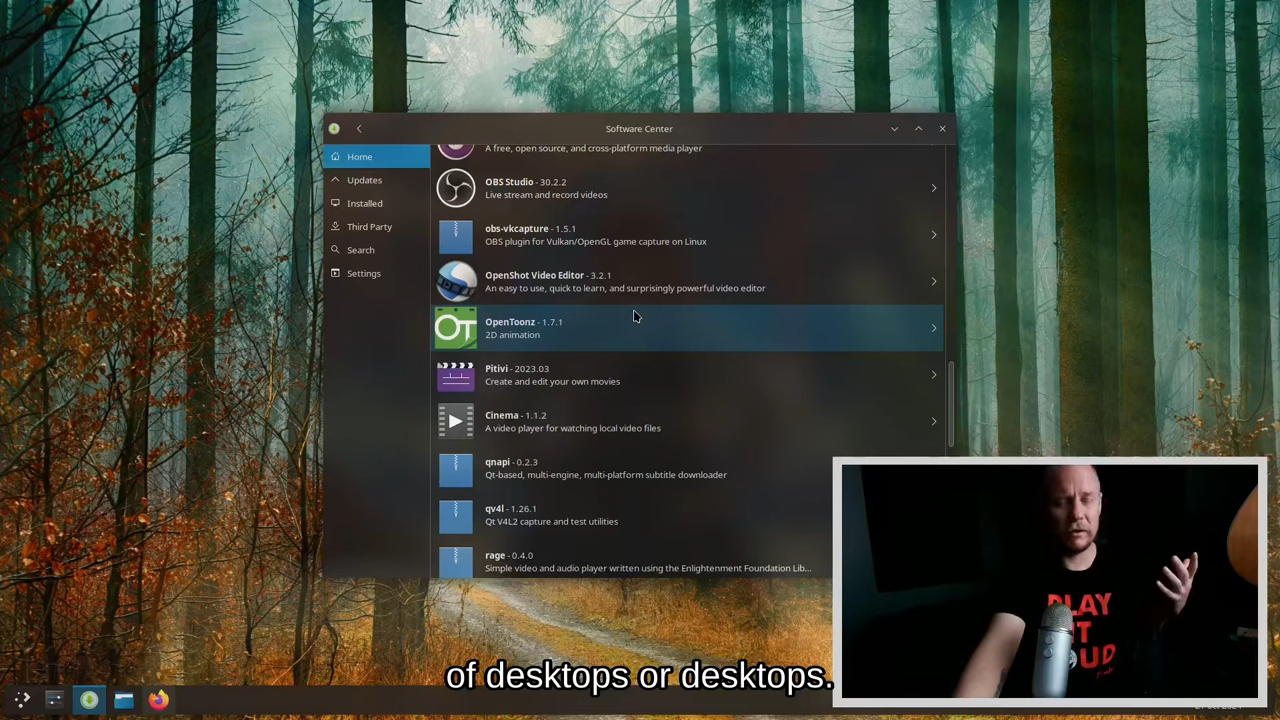 Software Center
Home
Updates
Installed
Third Party
Search
Settings
A free, open source, and cross-platform media player
OBS Studio - 30.2.2
Live stream and record videos
obs-vkcapture - 1.5.1
OBS plugin for Vulkan/OpenGL game capture on Linux
OpenShot Video Editor - 3.2.1
An easy to use, quick to learn, and surprisingly powerful video editor
OT
OpenToonz - 1.7.1
2D animation
Pitivi - 2023.03
Create and edit your own movies
Cinema - 1.1.2
A video player for watching local video files
qnapi - 0.2.3
Qt-based, multi-engine, multi-platform subtitle downloader
qv4l - 1.26.1
Qt V4L2 capture and test utilities
rage - 0.4.0
Simple video and audio player written using the Enlightenment Foundation Lib...
of desktops or desktops.